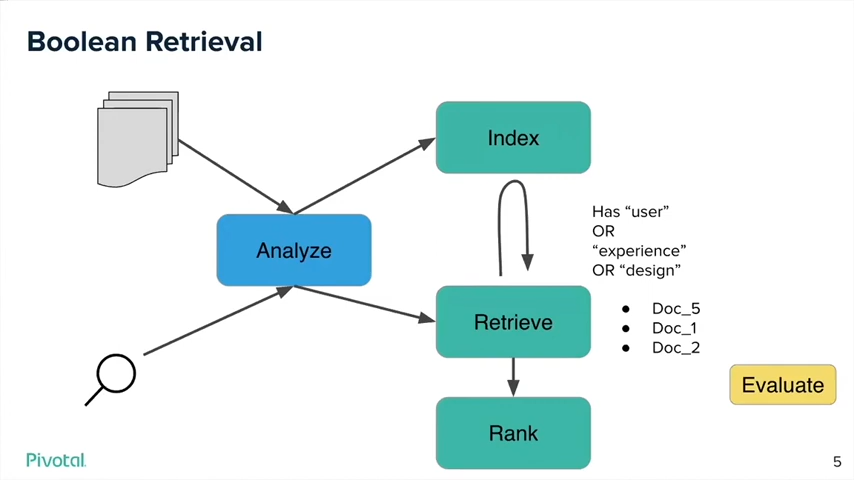 Boolean Retrieval
Index
Has “user”
OR
“experience”
OR “design”
Analyze
Retrieve
• Doc_5
• Doc_1
• Doc_2
Evaluate
Rank
Pivotal
5